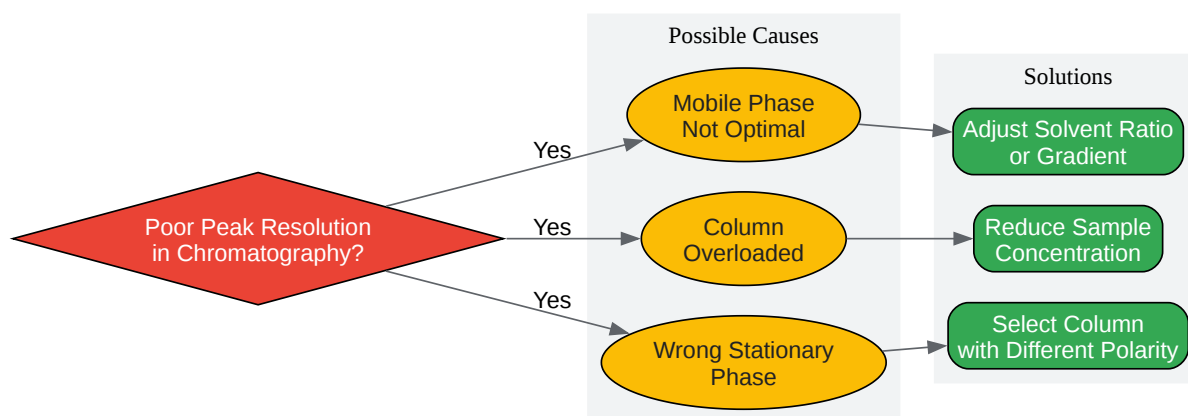 Possible Causes
Solutions
Mobile Phase
Not Optimal
Adjust Solvent Ratio
or Gradient
Yes
Poor Peak Resolution
in Chromatography?
Yes
Column
Overloaded
Reduce Sample
Concentration
Yes
Wrong Stationary
Phase
Select Column
with Different Polarity